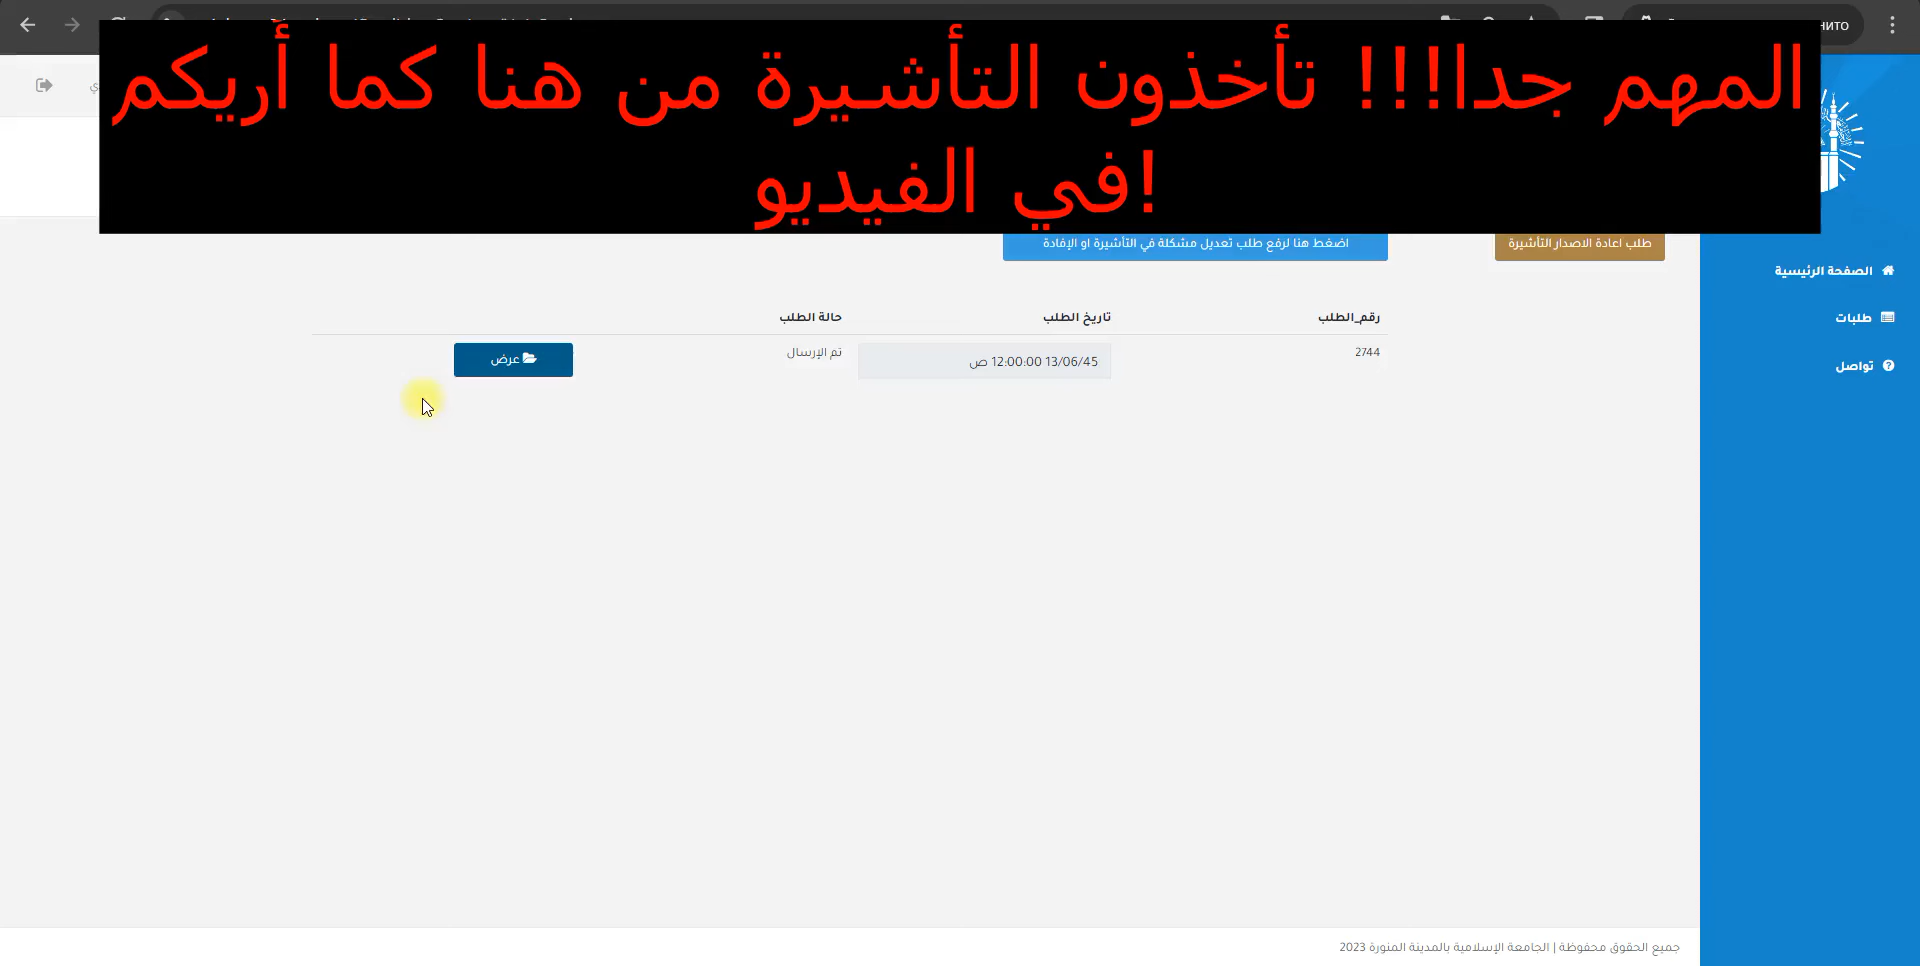 нито
المهم جدا!!! تأخذون التأشيرة من هنا كما أريكم
في الفيديو!
طلب اعادة الاصدار التأشيرة
اضغط هنا لرفع طلب تعديل مشكلة في التأشيرة او الإفادة
الصفحة الرئيسية
طلبات
تواصل
رقم_الطلب تاريخ الطلب حالة الطلب
2744 13/06/45 12:00:00 ص تم الإرسال عرض
جميع الحقوق محفوظة | الجامعة الإسلامية بالمدينة المنورة 2023